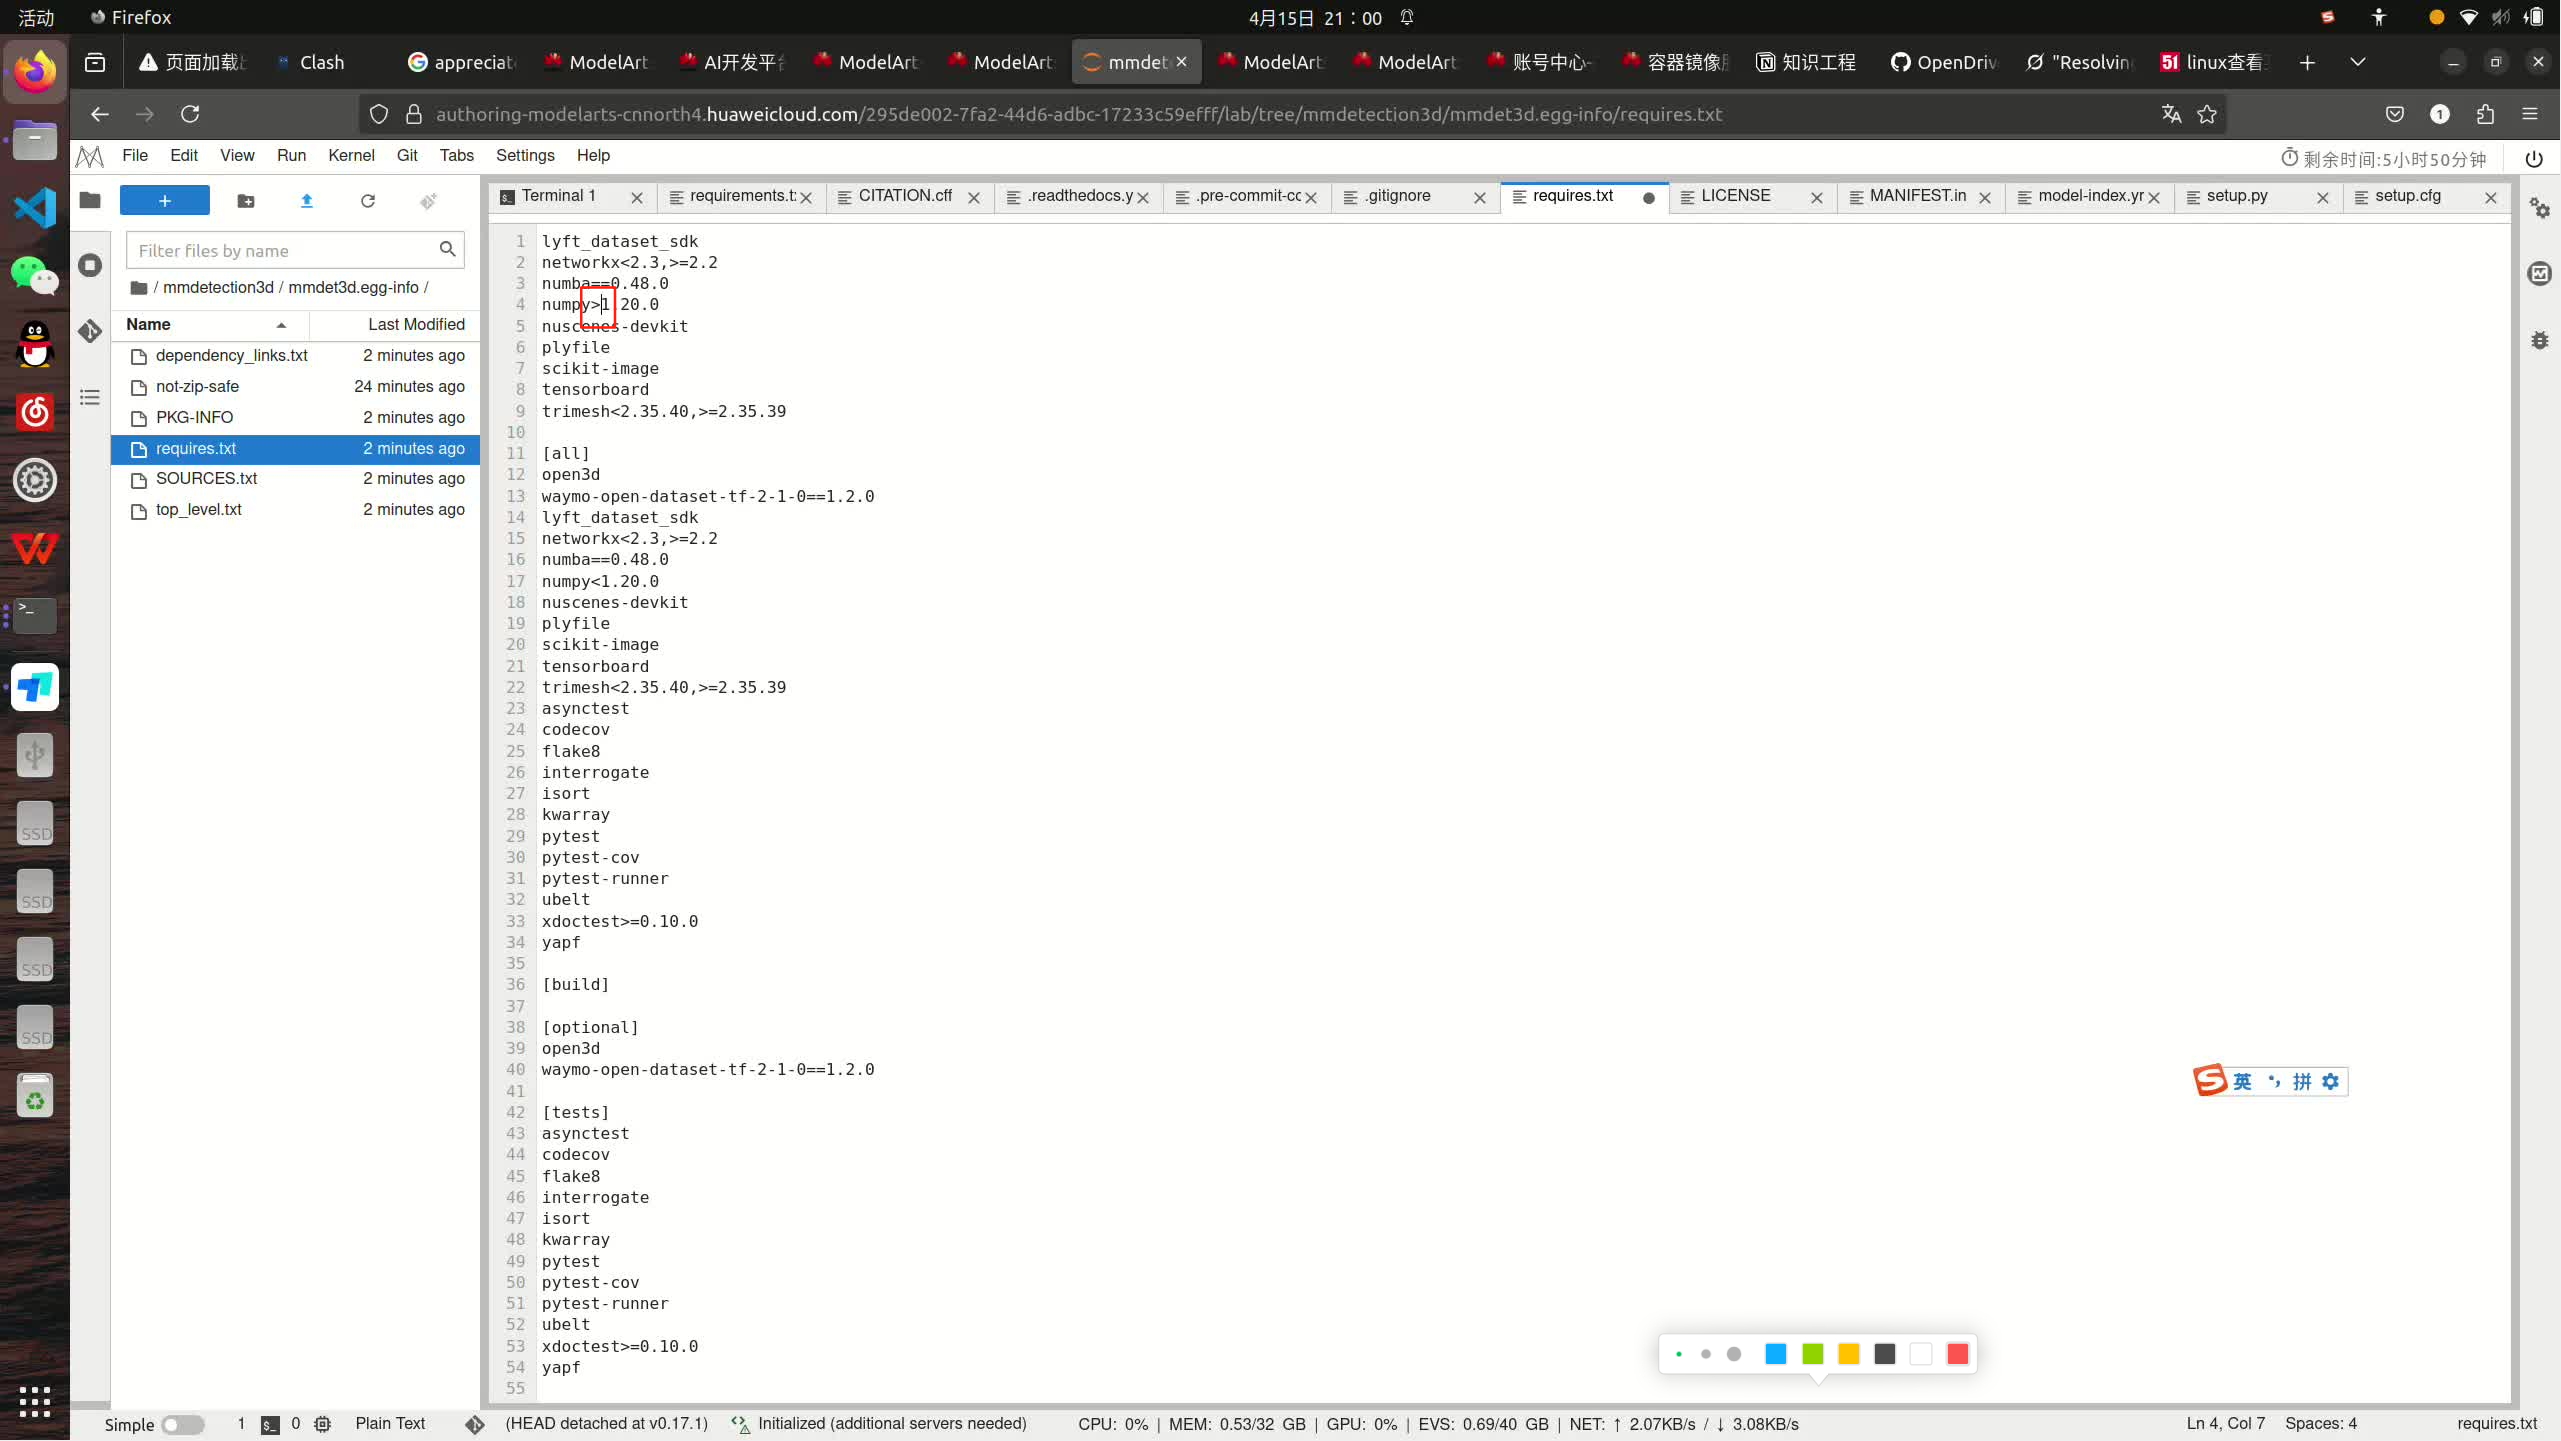 活动 Firefox 4月15日 21：00
页面加载 Clash appreciat ModelArt AI开发平台 ModelArt ModelArt mmdet ModelArt ModelArt 账号中心- 容器镜像 知识工程 OpenDriv "Resolvin 51 linux查看
authoring-modelarts-cnnorth4.huaweicloud.com/295de002-7fa2-44d6-adbc-17233c59efff/lab/tree/mmdetection3d/mmdet3d.egg-info/requires.txt 1
File Edit View Run Kernel Git Tabs Settings Help 剩余时间:5小时50分钟
Terminal 1 requirements.t CITATION.cff .readthedocs.y .pre-commit-cc .gitignore requires.txt LICENSE MANIFEST.in model-index.yr setup.py setup.cfg
Filter files by name
/ mmdetection3d / mmdet3d.egg-info /
Name Last Modified
dependency_links.txt 2 minutes ago
not-zip-safe 24 minutes ago
PKG-INFO 2 minutes ago
requires.txt 2 minutes ago
SOURCES.txt 2 minutes ago
top_level.txt 2 minutes ago
1 lyft_dataset_sdk
2 networkx<2.3,>=2.2
3 numba==0.48.0
4 numpy>1.20.0
5 nuscenes-devkit
6 plyfile
7 scikit-image
8 tensorboard
9 trimesh<2.35.40,>=2.35.39
10
11 [all]
12 open3d
13 waymo-open-dataset-tf-2-1-0==1.2.0
14 lyft_dataset_sdk
15 networkx<2.3,>=2.2
16 numba==0.48.0
17 numpy<1.20.0
18 nuscenes-devkit
19 plyfile
20 scikit-image
21 tensorboard
22 trimesh<2.35.40,>=2.35.39
23 asynctest
24 codecov
25 flake8
26 interrogate
27 isort
28 kwarray
29 pytest
30 pytest-cov
31 pytest-runner
32 ubelt
33 xdoctest>=0.10.0
34 yapf
35
36 [build]
37
38 [optional]
39 open3d
40 waymo-open-dataset-tf-2-1-0==1.2.0
41
42 [tests]
43 asynctest
44 codecov
45 flake8
46 interrogate
47 isort
48 kwarray
49 pytest
50 pytest-cov
51 pytest-runner
52 ubelt
53 xdoctest>=0.10.0
54 yapf
55
SSD
SSD
SSD
SSD
英 拼
Simple 1 0 Plain Text (HEAD detached at v0.17.1) Initialized (additional servers needed) CPU: 0% | MEM: 0.53/32 GB | GPU: 0% | EVS: 0.69/40 GB | NET: ↑ 2.07KB/s / ↓ 3.08KB/s Ln 4, Col 7 Spaces: 4 requires.txt